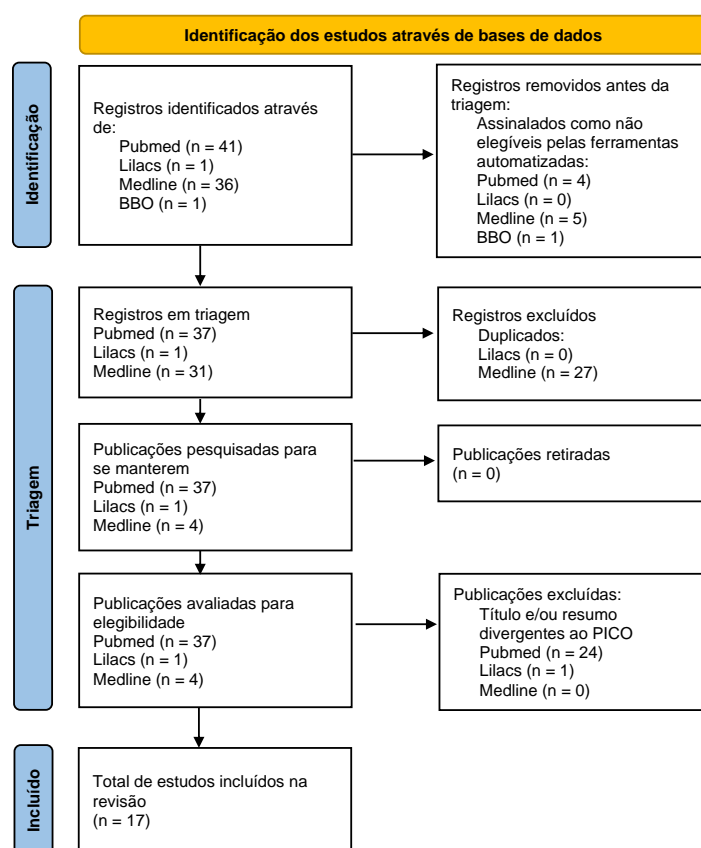 Identificação dos estudos através de bases de dados
Identificação
Registros identificados através
de:
Pubmed (n = 41)
Lilacs (n = 1)
Medline (n = 36)
BBO (n = 1)
Registros removidos antes da
triagem:
Assinalados como não
elegíveis pelas ferramentas
automatizadas:
Pubmed (n = 4)
Lilacs (n = 0)
Medline (n = 5)
BBO (n = 1)
Triagem
Registros em triagem
Pubmed (n = 37)
Lilacs (n = 1)
Medline (n = 31)
Registros excluídos
Duplicados:
Lilacs (n = 0)
Medline (n = 27)
Publicações pesquisadas para
se manterem
Pubmed (n = 37)
Lilacs (n = 1)
Medline (n = 4)
Publicações retiradas
(n = 0)
Publicações avaliadas para
elegibilidade
Pubmed (n = 37)
Lilacs (n = 1)
Medline (n = 4)
Publicações excluídas:
Título e/ou resumo
divergentes ao PICO
Pubmed (n = 24)
Lilacs (n = 1)
Medline (n = 0)
Incluído
Total de estudos incluídos na
revisão
(n = 17)